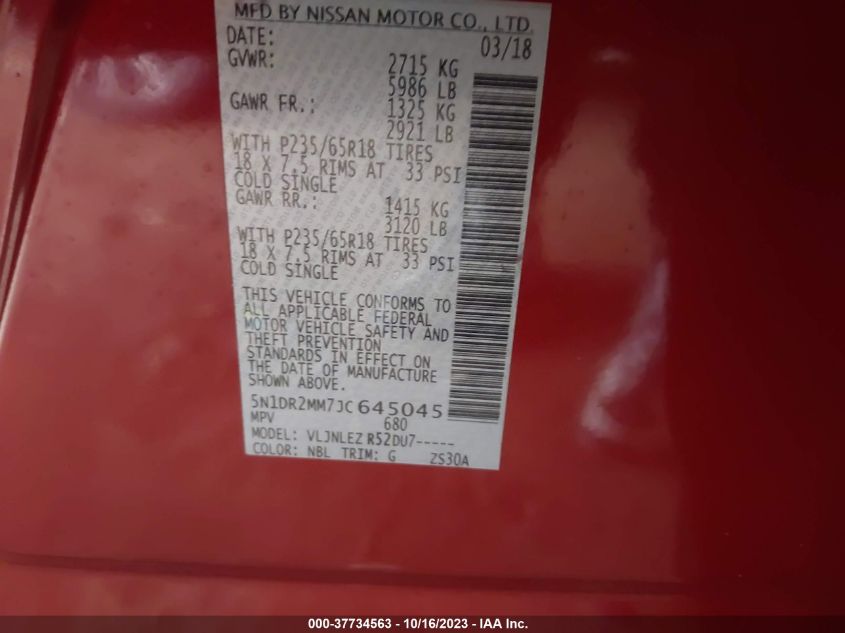 MFD BY NISSAN MOTOR CO., LTD.
DATE: 03/18
GVWR: 2715 KG
5986 LB
GAWR FR.: 1325 KG
2921 LB
WITH P235/65R18 TIRES
18 X 7.5 RIMS AT 33 PSI
COLD SINGLE
GAWR RR.: 1415 KG
3120 LB
WITH P235/65R18 TIRES
18 X 7.5 RIMS AT 33 PSI
COLD SINGLE
THIS VEHICLE CONFORMS TO
ALL APPLICABLE FEDERAL
MOTOR VEHICLE SAFETY AND
THEFT PREVENTION
STANDARDS IN EFFECT ON
THE DATE OF MANUFACTURE
SHOWN ABOVE.
5N1DR2MM7JC645045
MPV 680
MODEL: VLJNLEZ R52DU7-----
COLOR: NBL TRIM: G ZS30A
000-37734563 - 10/16/2023 - IAA Inc.